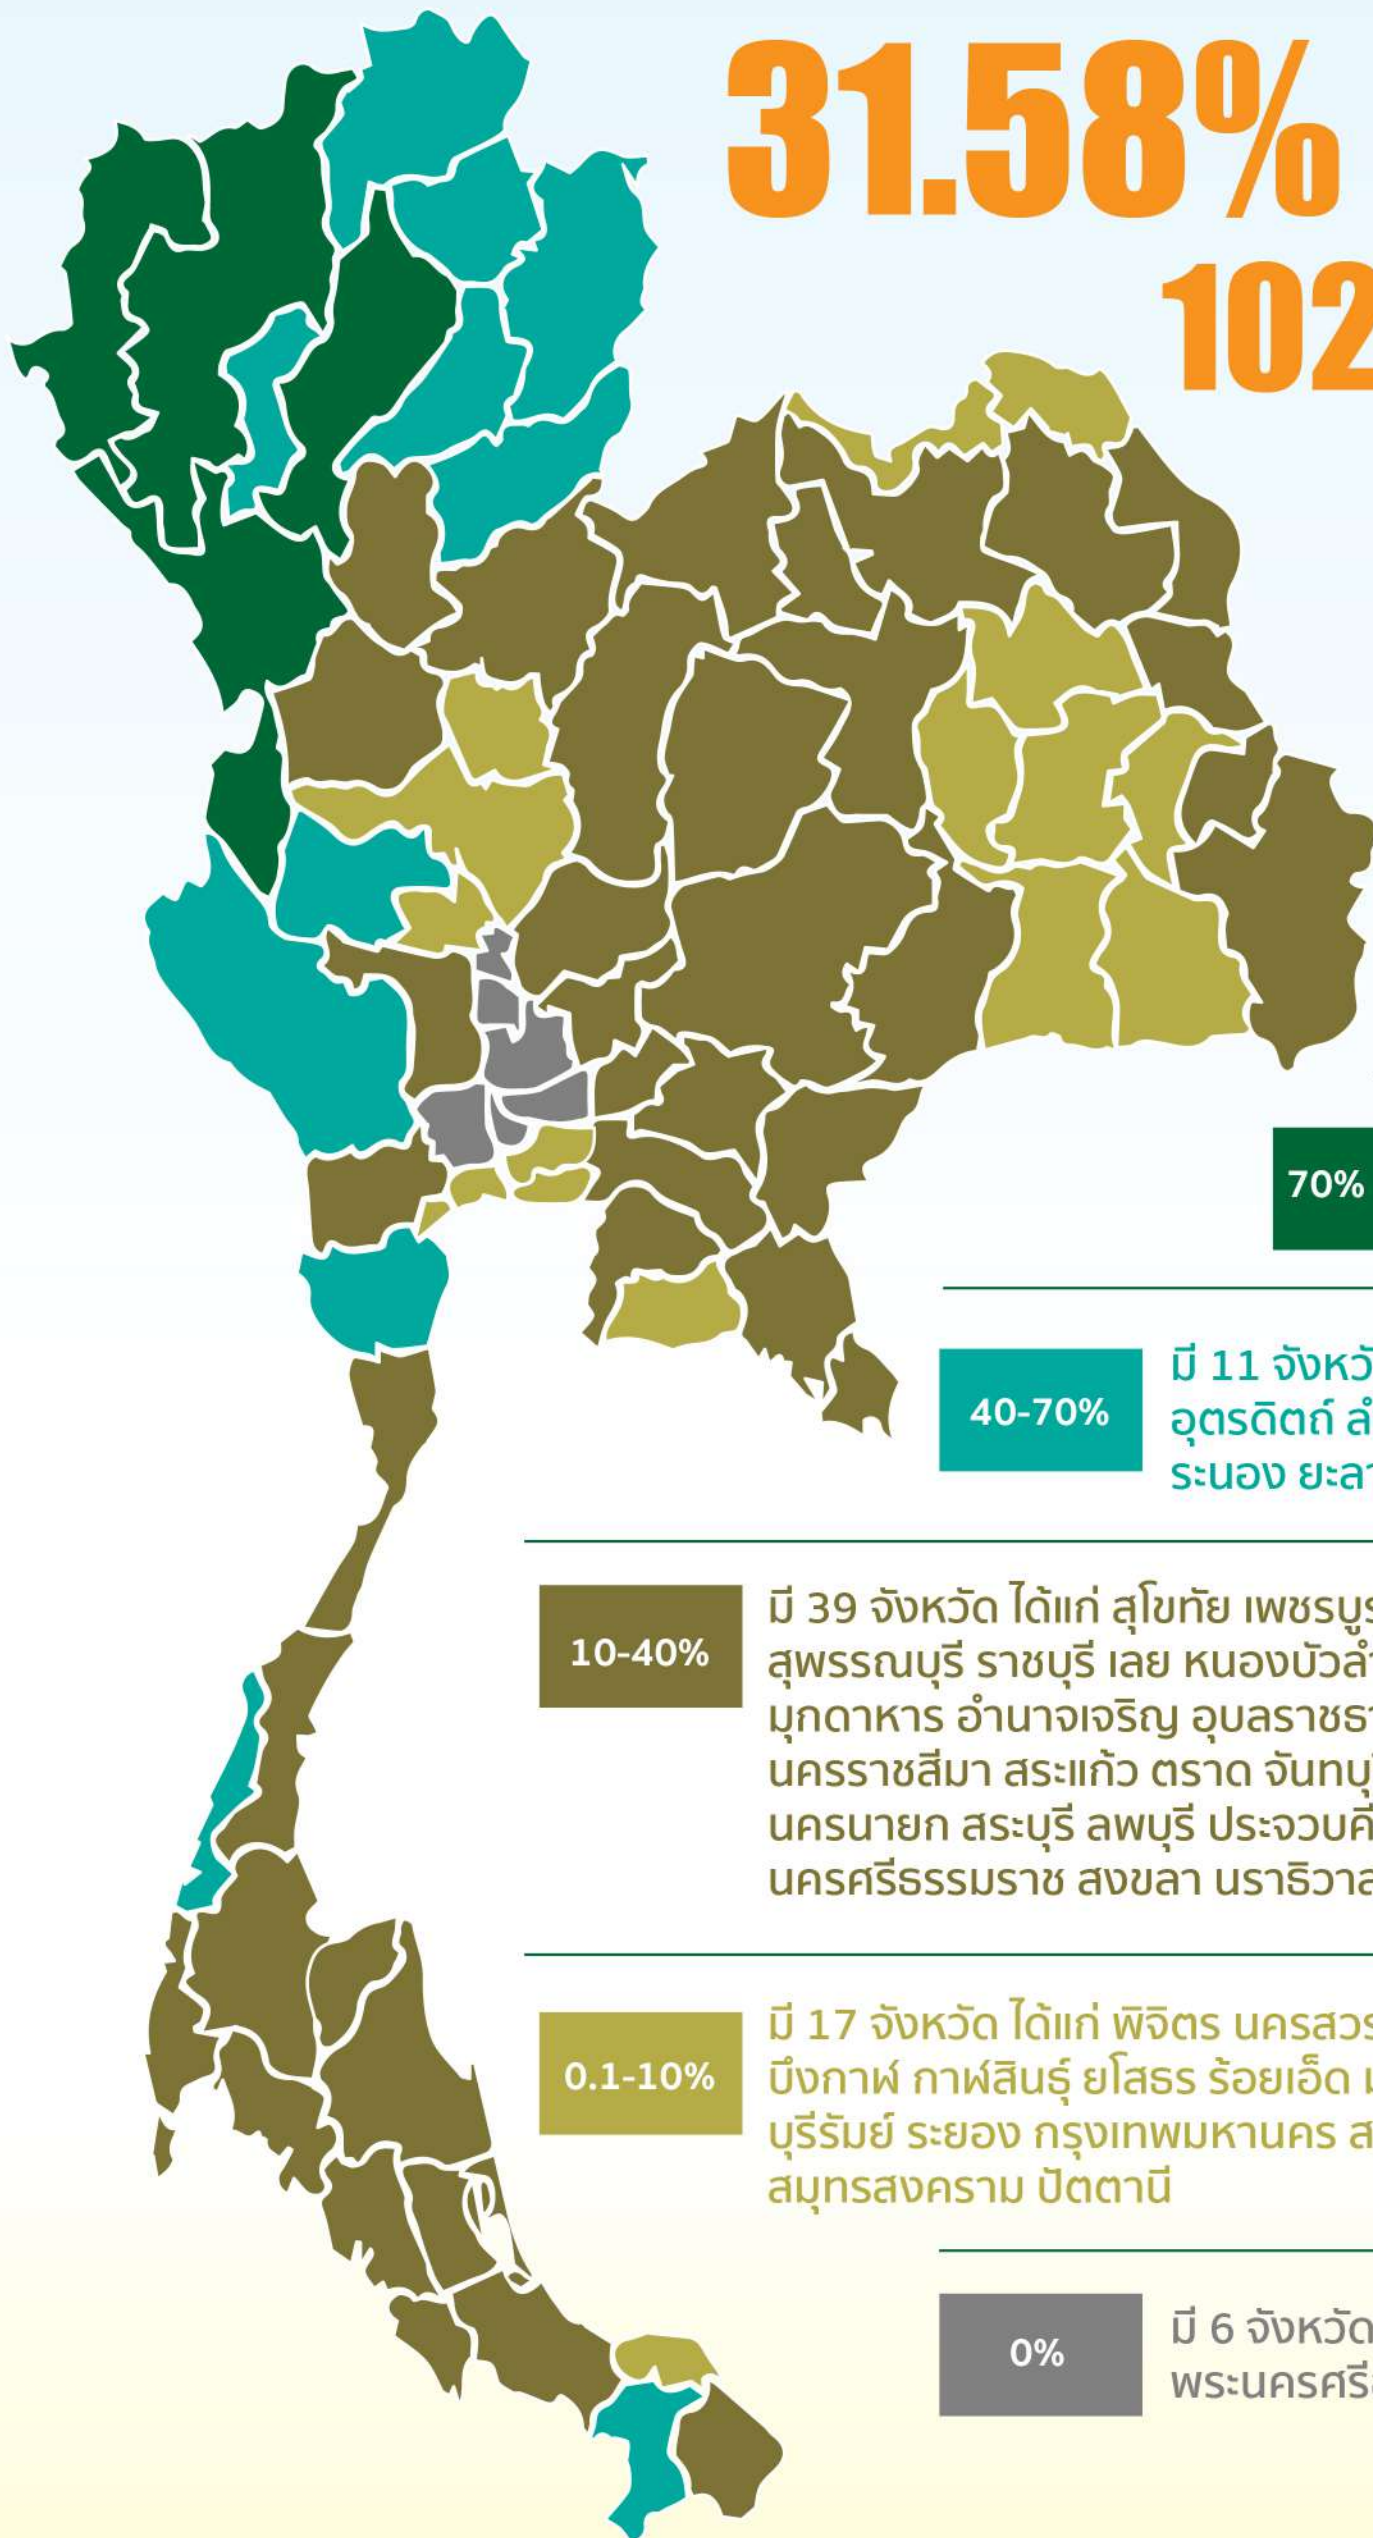 31.58%
102
70%
40-70%
มี 11 จังหวั
อุตรดิตถ์ ลํ
ระนอง ยะลา
10-40%
มี 39 จังหวัด ได้แก่ สุโขทัย เพชรบูร
สุพรรณบุรี ราชบุรี เลย หนองบัวลํา
มุกดาหาร อำนาจเจริญ อุบลราชธา
นครราชสีมา สระแก้ว ตราด จันทบุ
นครนายก สระบุรี ลพบุรี ประจวบคี
นครศรีธรรมราช สงขลา นราธิวาส
0.1-10%
มี 17 จังหวัด ได้แก่ พิจิตร นครสวร
บึงกาฬ กาฬสินธุ์ ยโสธร ร้อยเอ็ด ม
บุรีรัมย์ ระยอง กรุงเทพมหานคร ส
สมุทรสงคราม ปัตตานี
0%
มี 6 จังหวัด
พระนครศรีอ